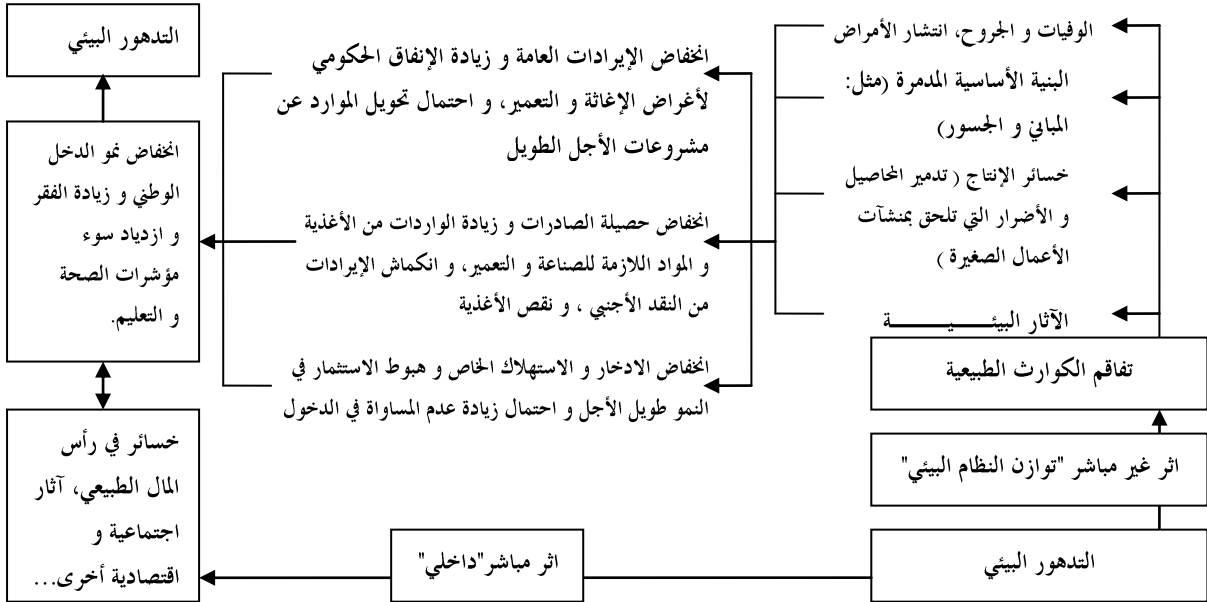 الوفيات و الجروح، انتشار الأمراض
البنية الأساسية المدمرة (مثل:
المباني و الجسور)
خسائر الإنتاج ( تدمير المحاصيل
و الأضرار التي تلحق بمنشآت
الأعمال الصغيرة )
الآثار البيئـــــــيـــــــــة
تفاقم الكوارث الطبيعية
اثر غير مباشر "توازن النظام البيئي"
التدهور البيئي
انخفاض الإيرادات العامة و زيادة الإنفاق الحكومي
لأغراض الإغاثة و التعمير، و احتمال تحويل الموارد عن
مشروعات الأجل الطويل
انخفاض حصيلة الصادرات و زيادة الواردات من الأغذية
و المواد اللازمة للصناعة و التعمير، و انكماش الإيرادات
من النقد الأجنبي ، و نقص الأغذية
انخفاض الادخار و الاستهلاك الخاص و هبوط الاستثمار في
النمو طويل الأجل و احتمال زيادة عدم المساواة في الدخول
اثر مباشر"داخلي"
التدهور البيئي
انخفاض نمو الدخل
الوطني و زيادة الفقر
و ازدياد سوء
مؤشرات الصحة
و التعليم.
خسائر في رأس
المال الطبيعي، آثار
اجتماعية و
اقتصادية أخرى...